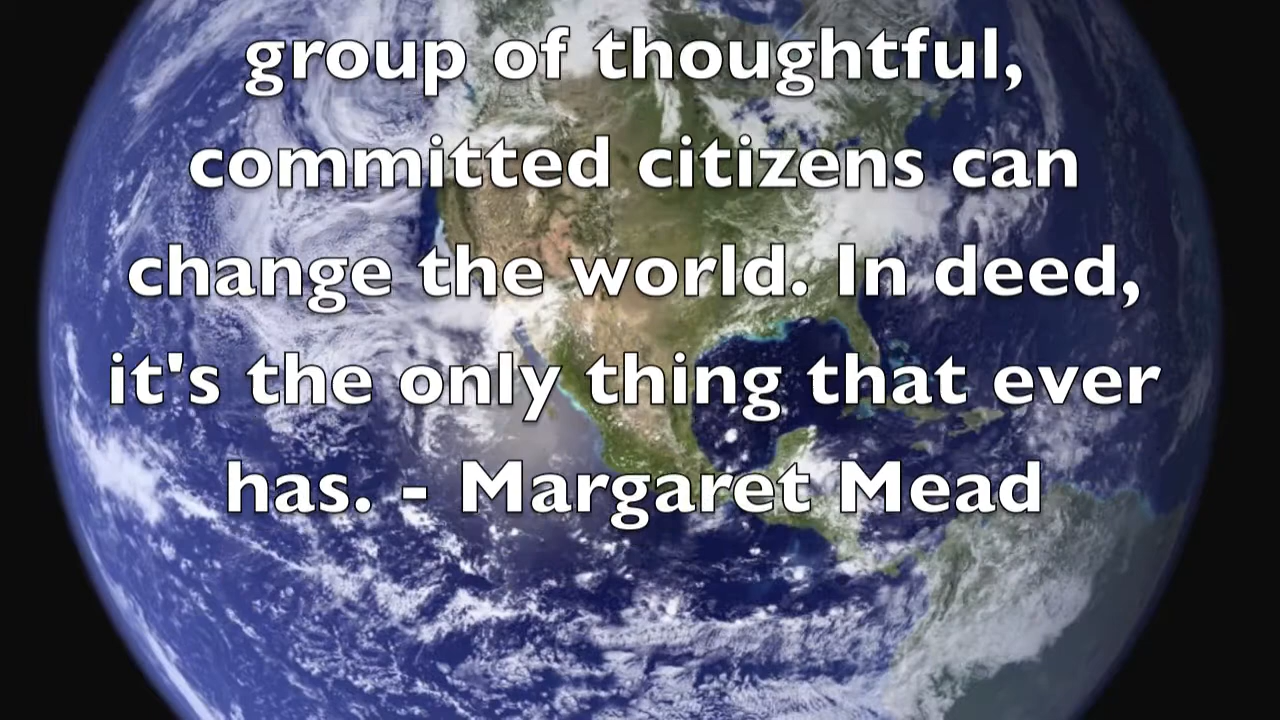 group of thoughtful,
committed citizens can
change the world. In deed,
it's the only thing that ever
has. - Margaret Mead